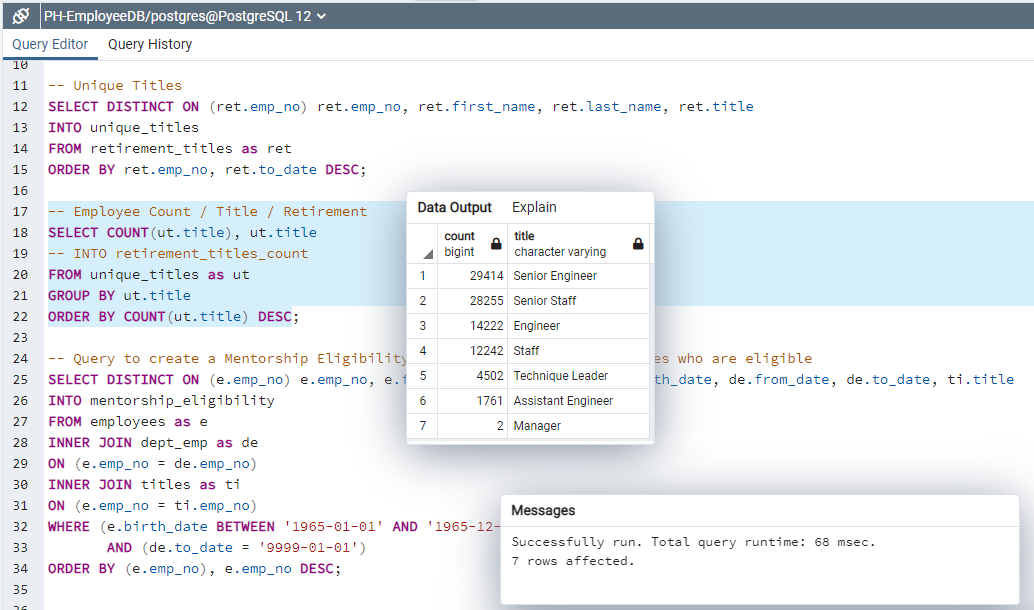 PH-EmployeeDB/postgres@PostgreSQL 12
Query Editor Query History
10
11 -- Unique Titles
12 SELECT DISTINCT ON (ret.emp_no) ret.emp_no, ret.first_name, ret.last_name, ret.title
13 INTO unique_titles
14 FROM retirement_titles as ret
15 ORDER BY ret.emp_no, ret.to_date DESC;
16
17 -- Employee Count / Title / Retirement
18 SELECT COUNT(ut.title), ut.title
19 -- INTO retirement_titles_count
20 FROM unique_titles as ut
21 GROUP BY ut.title
22 ORDER BY COUNT(ut.title) DESC;
23
24 -- Query to create a Mentorship Eligibility es who are eligible
25 SELECT DISTINCT ON (e.emp_no) e.emp_no, e. th_date, de.from_date, de.to_date, ti.title
26 INTO mentorship_eligibility
27 FROM employees as e
28 INNER JOIN dept_emp as de
29 ON (e.emp_no = de.emp_no)
30 INNER JOIN titles as ti
31 ON (e.emp_no = ti.emp_no)
32 WHERE (e.birth_date BETWEEN '1965-01-01' AND '1965-12-
33 AND (de.to_date = '9999-01-01')
34 ORDER BY (e.emp_no), e.emp_no DESC;
35
Data Output Explain
count title
bigint character varying
1 29414 Senior Engineer
2 28255 Senior Staff
3 14222 Engineer
4 12242 Staff
5 4502 Technique Leader
6 1761 Assistant Engineer
7 2 Manager
Messages
Successfully run. Total query runtime: 68 msec.
7 rows affected.